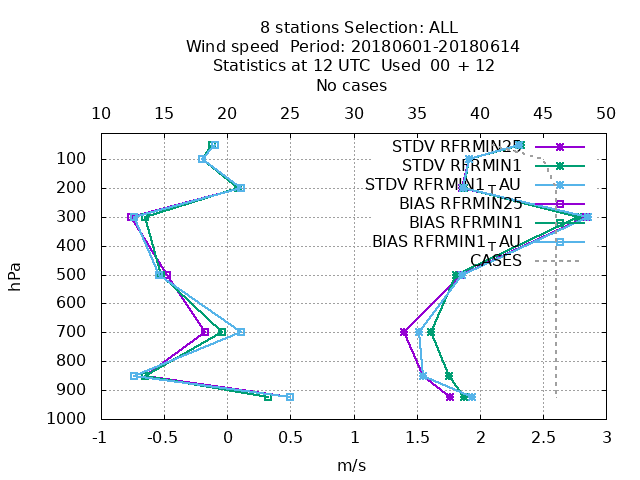 8 stations Selection: ALL
Wind speed  Period: 20180601-20180614
Statistics at 12 UTC  Used  00 + 12
No cases
10 15 20 25 30 35 40 45 50
STDV RFRMIN25
STDV RFRMIN1
STDV RFRMIN1_AU
BIAS RFRMIN25
BIAS RFRMIN1
BIAS RFRMIN1_AU
CASES
hPa
100
200
300
400
500
600
700
800
900
1000
-1 -0.5 0 0.5 1 1.5 2 2.5 3
m/s